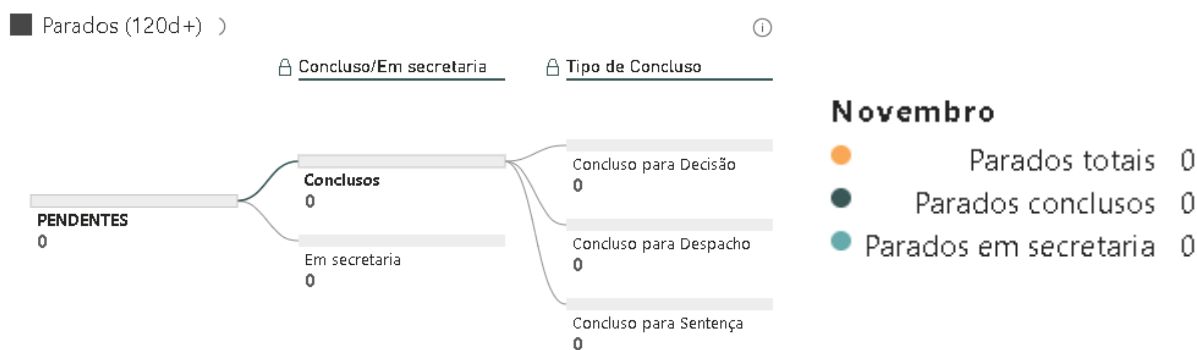 Parados (120d+) )
Concluso/Em secretaria
Tipo de Concluso
PENDENTES
0
Conclusos
0
Em secretaria
0
Concluso para Decisão
0
Concluso para Despacho
0
Concluso para Sentença
0
Novembro
Parados totais 0
Parados conclusos 0
Parados em secretaria 0